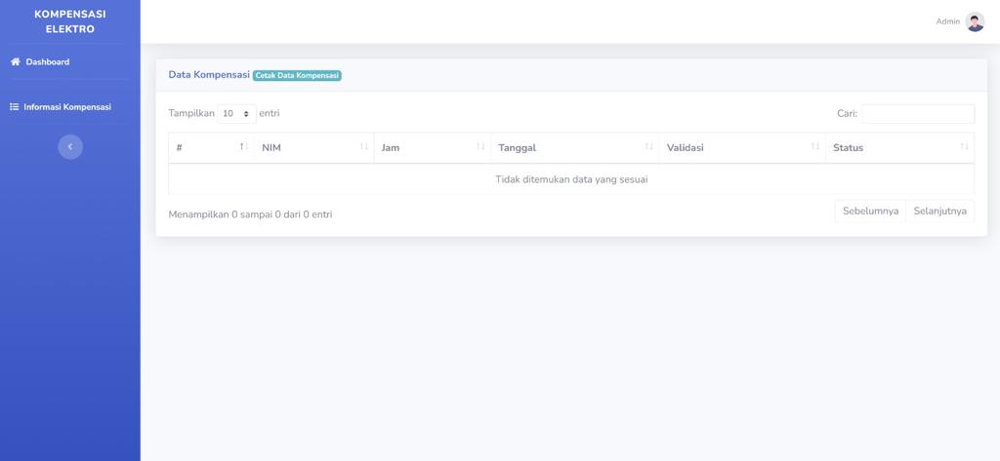 KOMPENSASI
ELEKTRO
Admin
Dashboard
Informasi Kompensasi
Data Kompensasi Cetak Data Kompensasi
Tampilkan 10 entri
Cari:
# NIM Jam Tanggal Validasi Status
Tidak ditemukan data yang sesuai
Menampilkan 0 sampai 0 dari 0 entri
Sebelumnya Selanjutnya